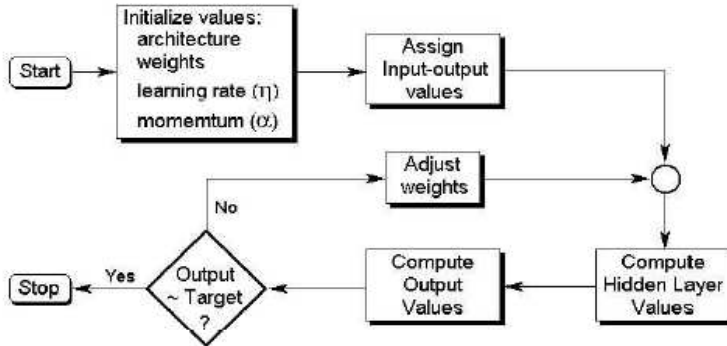 Start
Initialize values:
architecture
weights
learning rate (η)
momemtum (α)
Assign
Input-output
values
Adjust
weights
No
Compute
Hidden Layer
Values
Compute
Output
Values
Output
~ Target
?
Yes
Stop